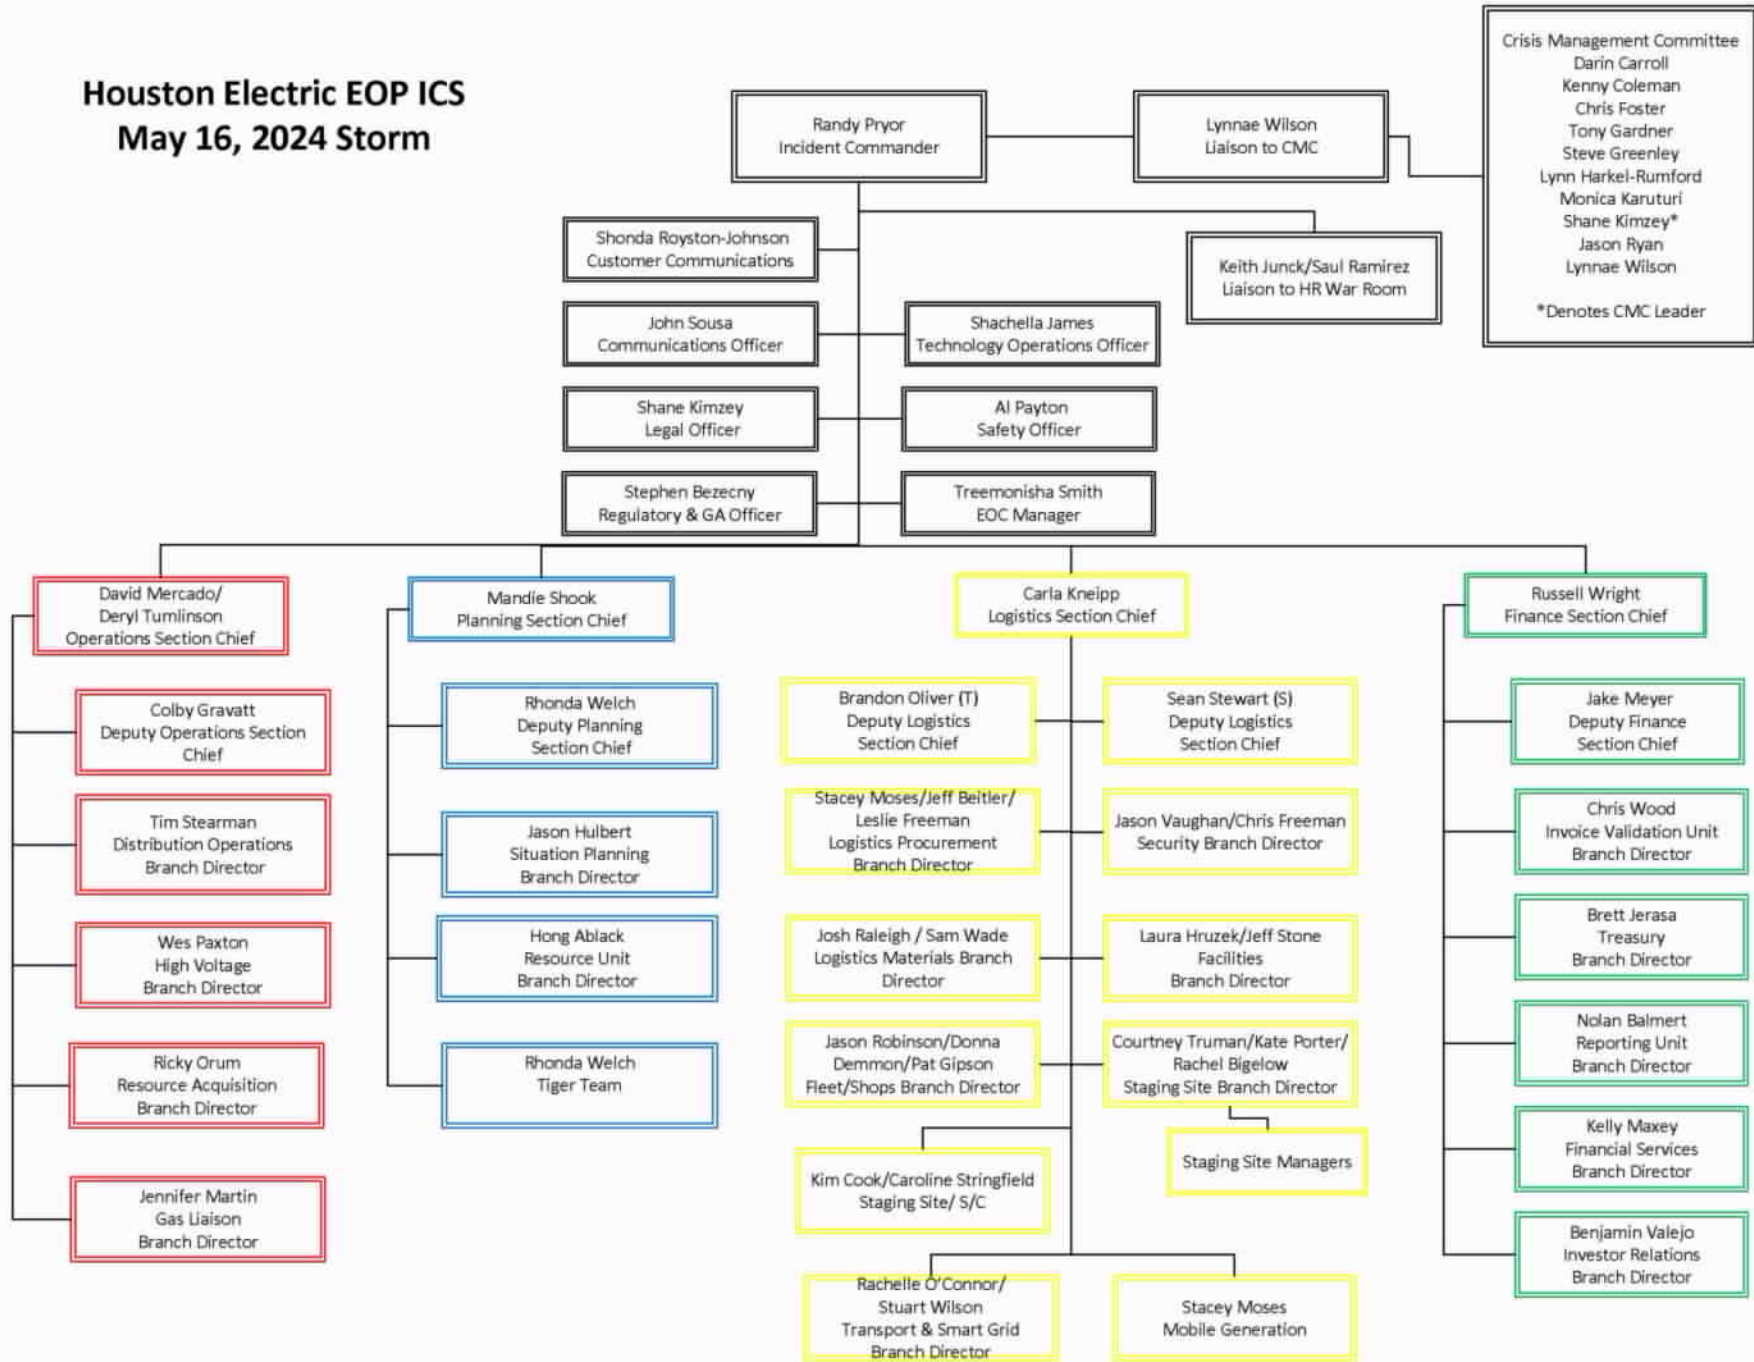 Houston Electric EOP ICS
May 16, 2024 Storm
Randy Pryor
Incident Commander
Lynnae Wilson
Liaison to CMC
Crisis Management Committee
Darin Carroll
Kenny Coleman
Chris Foster
Tony Gardner
Steve Greenley
Lynn Harkel-Rumford
Monica Karuturi
Shane Kimzey*
Jason Ryan
Lynnae Wilson
*Denotes CMC Leader
Shonda Royston-Johnson
Customer Communications
Keith Junck/Saul Ramirez
Liaison to HR War Room
John Sousa
Communications Officer
Shachella James
Technology Operations Officer
Shane Kimzey
Legal Officer
Al Payton
Safety Officer
Stephen Bezecny
Regulatory & GA Officer
Treemonisha Smith
EOC Manager
David Mercado/
Deryl Tumlinson
Operations Section Chief
Colby Gravatt
Deputy Operations Section
Chief
Tim Stearman
Distribution Operations
Branch Director
Wes Paxton
High Voltage
Branch Director
Ricky Orum
Resource Acquisition
Branch Director
Jennifer Martin
Gas Liaison
Branch Director
Mandie Shook
Planning Section Chief
Rhonda Welch
Deputy Planning
Section Chief
Jason Hulbert
Situation Planning
Branch Director
Hong Ablack
Resource Unit
Branch Director
Rhonda Welch
Tiger Team
Carla Kneipp
Logistics Section Chief
Brandon Oliver (T)
Deputy Logistics
Section Chief
Sean Stewart (S)
Deputy Logistics
Section Chief
Stacey Moses/Jeff Beitler/
Leslie Freeman
Logistics Procurement
Branch Director
Jason Vaughan/Chris Freeman
Security Branch Director
Josh Raleigh / Sam Wade
Logistics Materials Branch
Director
Laura Hruzek/Jeff Stone
Facilities
Branch Director
Jason Robinson/Donna
Demmon/Pat Gipson
Fleet/Shops Branch Director
Courtney Truman/Kate Porter/
Rachel Bigelow
Staging Site Branch Director
Kim Cook/Caroline Stringfield
Staging Site/ S/C
Staging Site Managers
Rachelle O'Connor/
Stuart Wilson
Transport & Smart Grid
Branch Director
Stacey Moses
Mobile Generation
Russell Wright
Finance Section Chief
Jake Meyer
Deputy Finance
Section Chief
Chris Wood
Invoice Validation Unit
Branch Director
Brett Jerasa
Treasury
Branch Director
Nolan Balmert
Reporting Unit
Branch Director
Kelly Maxey
Financial Services
Branch Director
Benjamin Valejo
Investor Relations
Branch Director